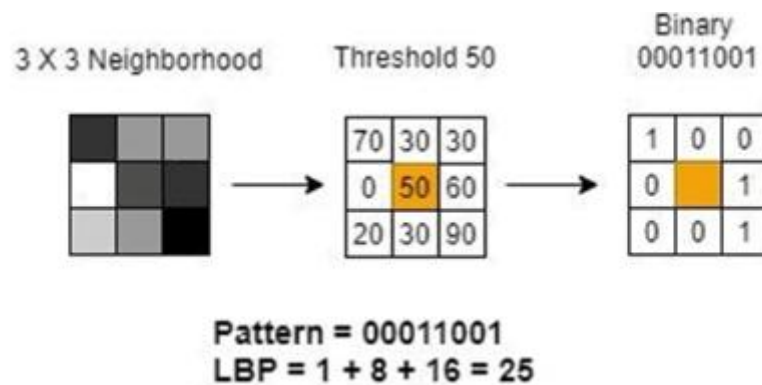 3 X 3 Neighborhood
Threshold 50
Binary
00011001
70 30 30
0 50 60
20 30 90
1 0 0
0 1
0 0 1
Pattern = 00011001
LBP = 1 + 8 + 16 = 25